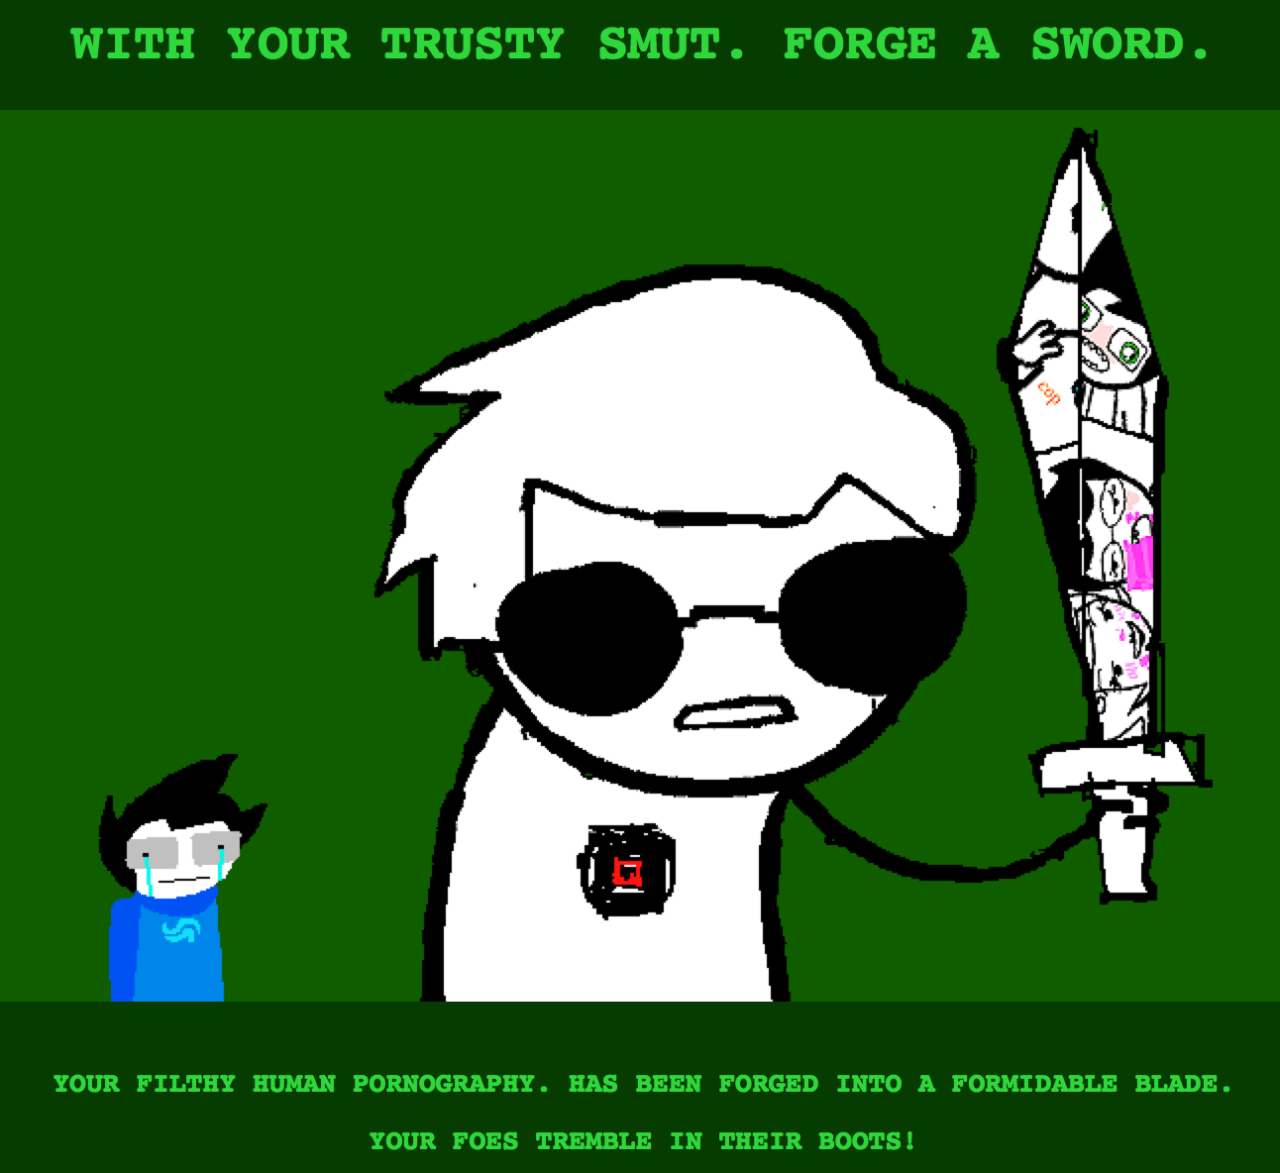 WITH YOUR TRUSTY SMUT. FORGE A SWORD.
cop
YOUR FILTHY HUMAN PORNOGRAPHY. HAS BEEN FORGED INTO A FORMIDABLE BLADE.
YOUR FOES TREMBLE IN THEIR BOOTS!